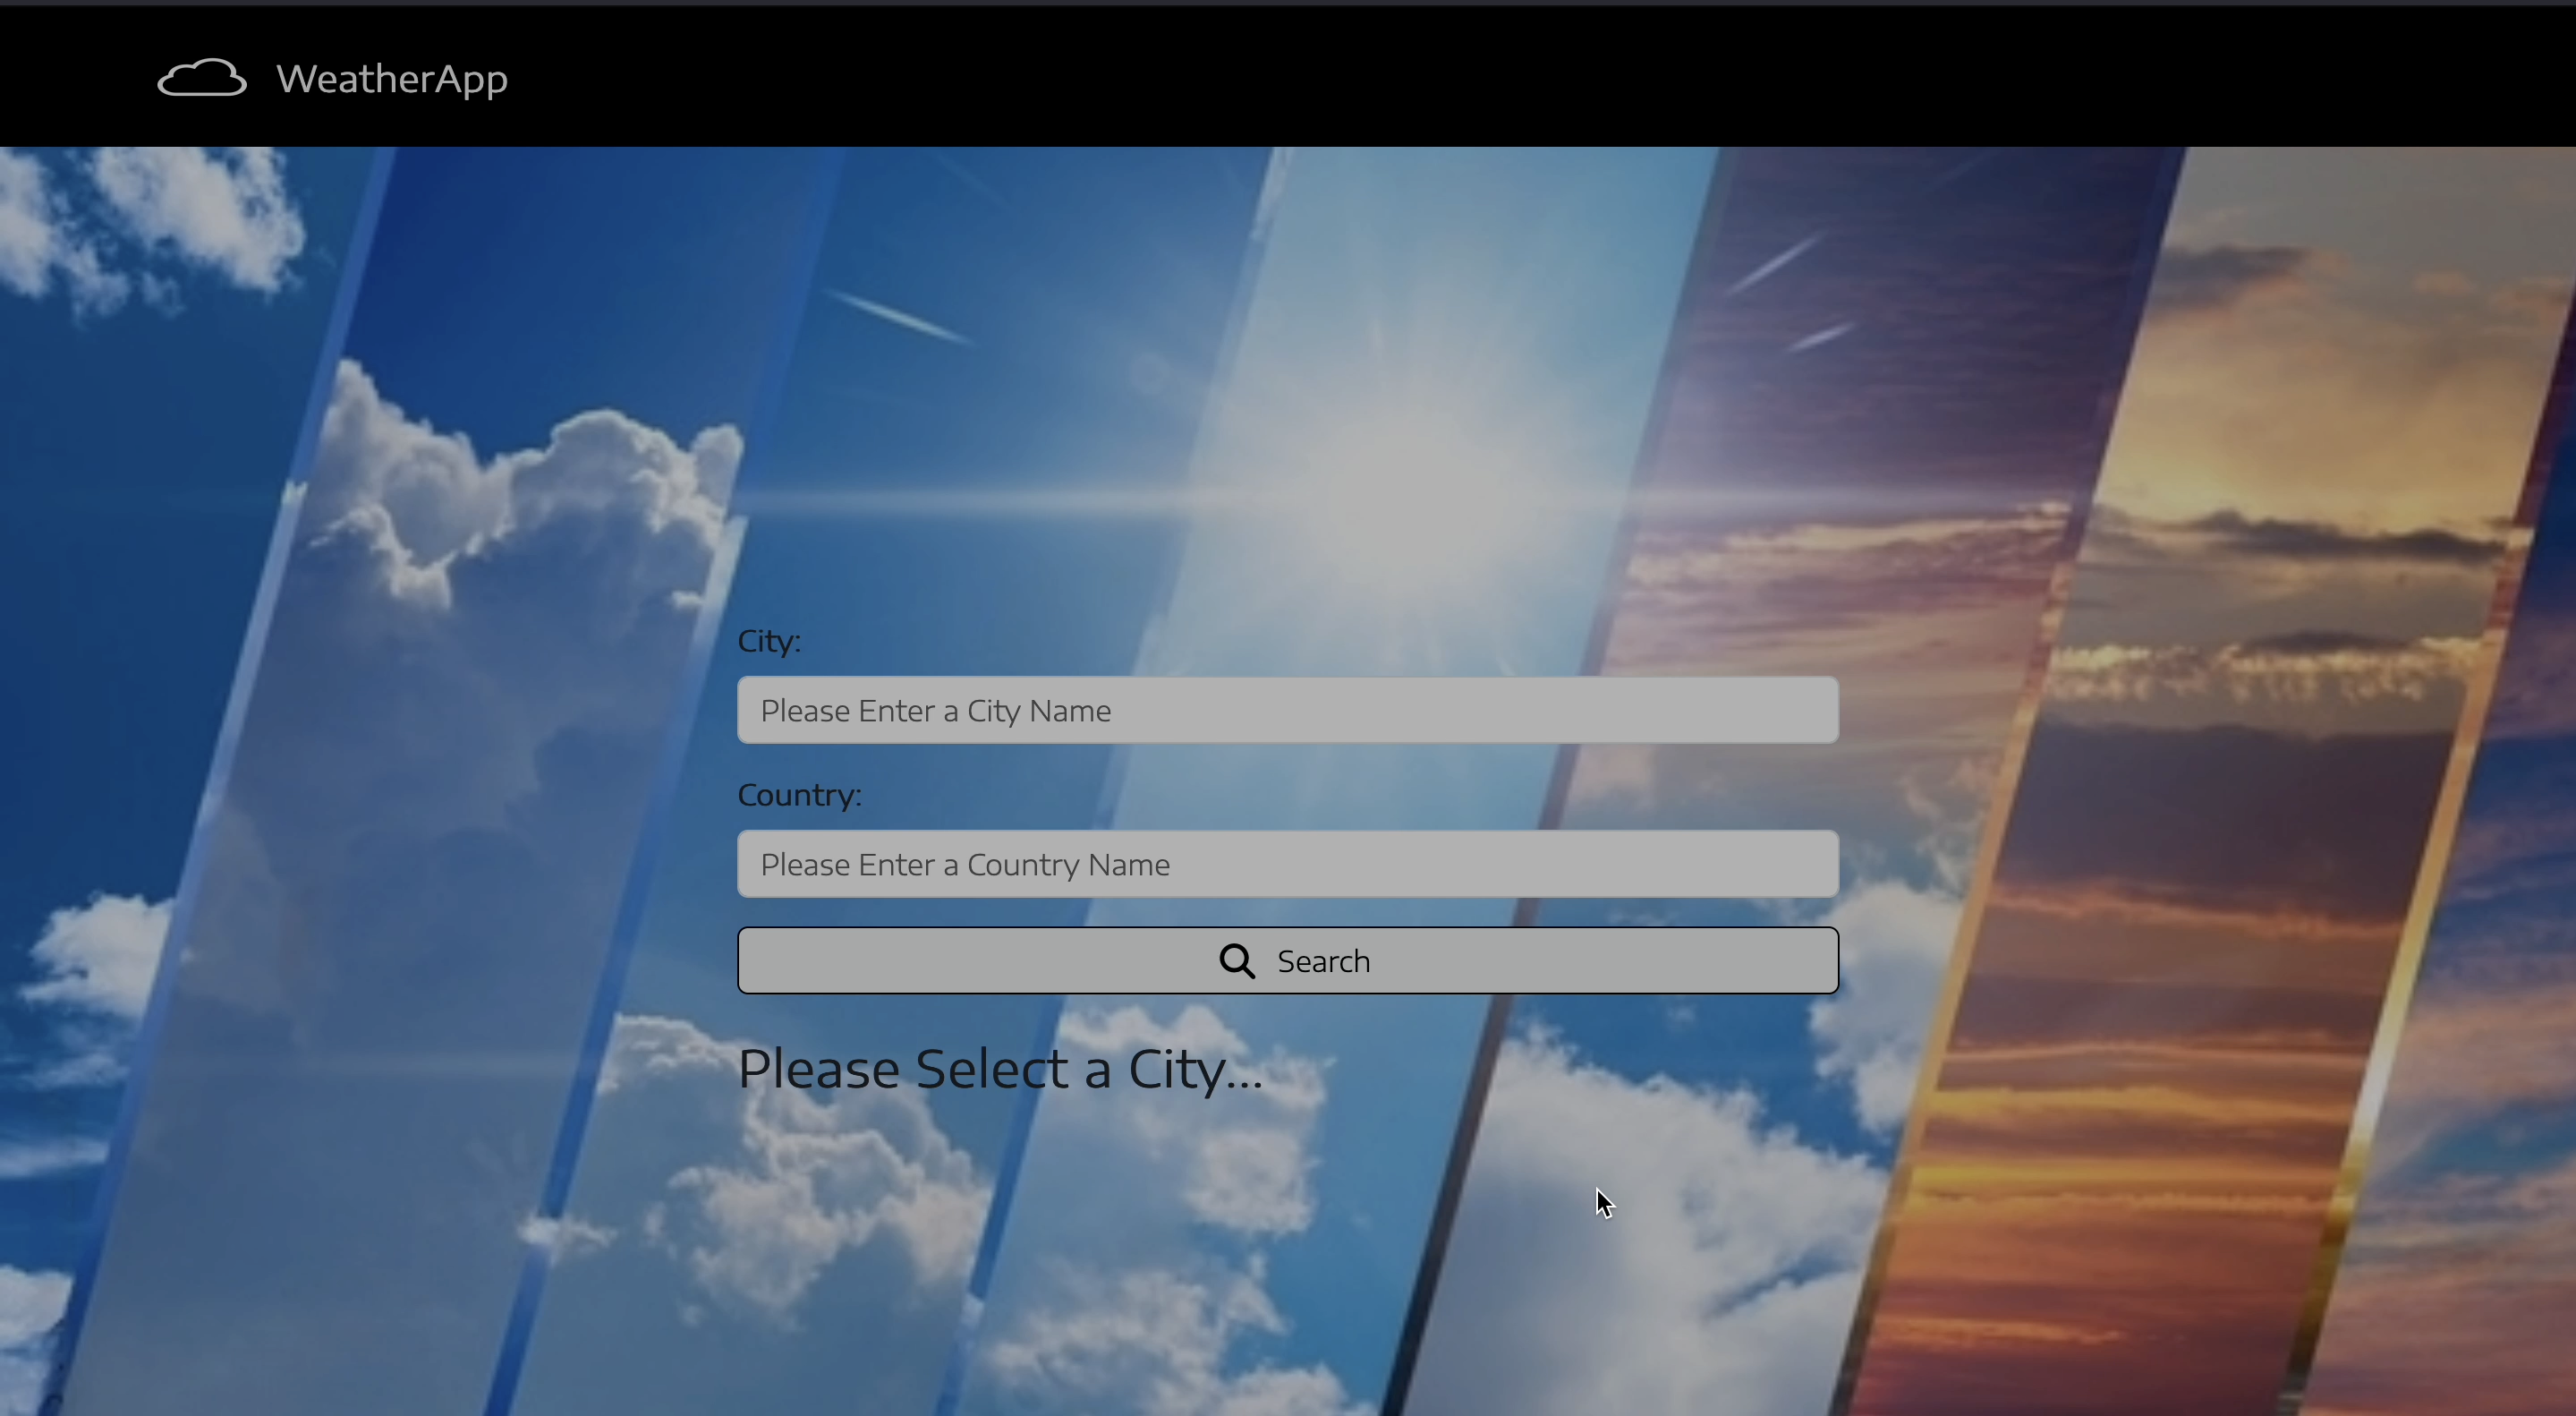 WeatherApp
City:
Please Enter a City Name
Country:
Please Enter a Country Name
Search
Please Select a City...